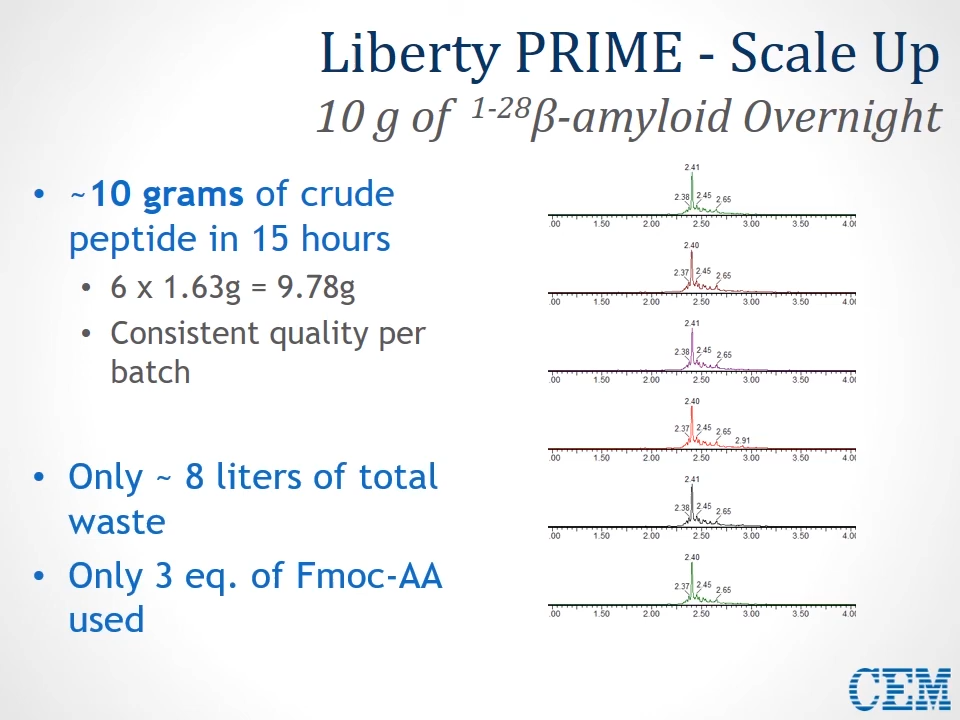 Liberty PRIME - Scale Up
10 g of ¹⁻²⁸β-amyloid Overnight
• ~10 grams of crude
peptide in 15 hours
• 6 x 1.63g = 9.78g
• Consistent quality per
batch
• Only ~ 8 liters of total
waste
• Only 3 eq. of Fmoc-AA
used
2.41
2.38 2.45 2.65
.00 1.50 2.00 2.50 3.00 3.50 4.00
2.40
2.37 2.45 2.65
.00 1.50 2.00 2.50 3.00 3.50 4.00
2.41
2.38 2.45 2.65
.00 1.50 2.00 2.50 3.00 3.50 4.00
2.40
2.37 2.45 2.65
2.91
.00 1.50 2.00 2.50 3.00 3.50 4.00
2.41
2.38 2.45 2.65
.00 1.50 2.00 2.50 3.00 3.50 4.00
2.40
2.37 2.45 2.65
.00 1.50 2.00 2.50 3.00 3.50 4.00
CEM